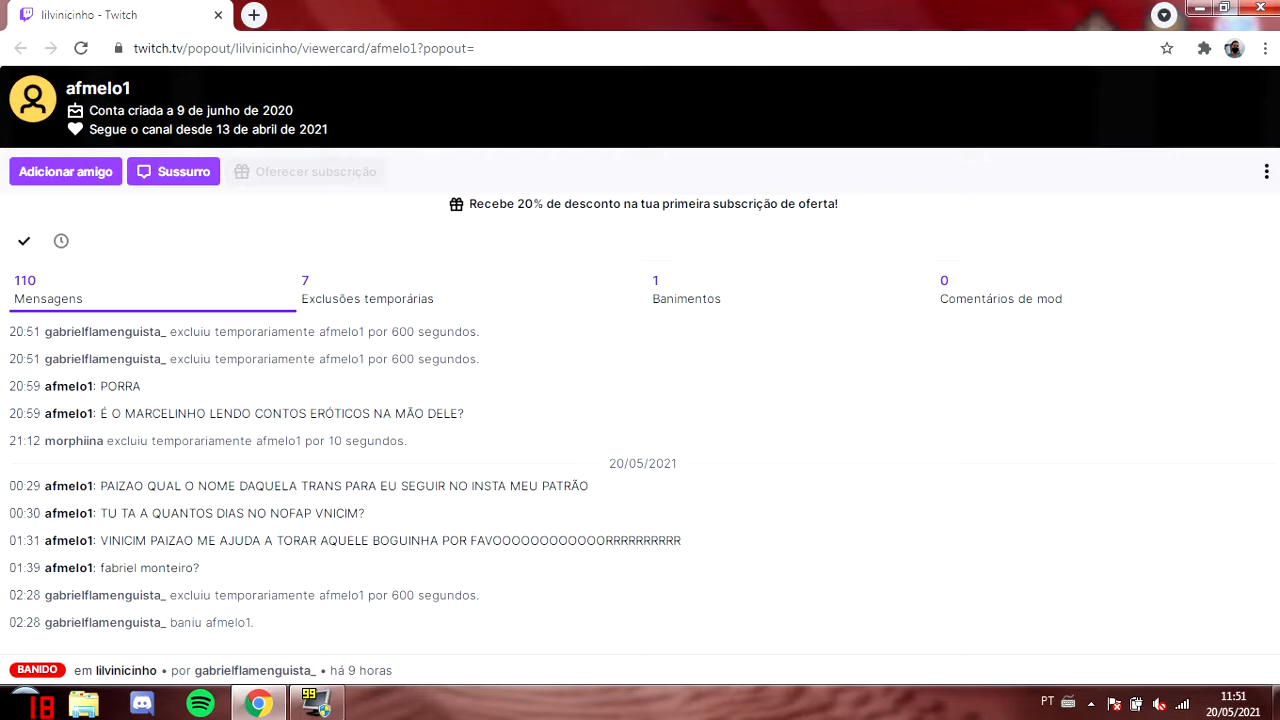 lilvinicinho - Twitch
twitch.tv/popout/lilvinicinho/viewercard/afmelo1?popout=
afmelo1
Conta criada a 9 de junho de 2020
Segue o canal desde 13 de abril de 2021
Adicionar amigo
Sussurro
Oferecer subscrição
Recebe 20% de desconto na tua primeira subscrição de oferta!
110
Mensagens
7
Exclusões temporárias
1
Banimentos
0
Comentários de mod
20:51 gabrielflamenguista_ excluiu temporariamente afmelo1 por 600 segundos.
20:51 gabrielflamenguista_ excluiu temporariamente afmelo1 por 600 segundos.
20:59 afmelo1: PORRA
20:59 afmelo1: É O MARCELINHO LENDO CONTOS ERÓTICOS NA MÃO DELE?
21:12 morphiina excluiu temporariamente afmelo1 por 10 segundos.
20/05/2021
00:29 afmelo1: PAIZAO QUAL O NOME DAQUELA TRANS PARA EU SEGUIR NO INSTA MEU PATRÃO
00:30 afmelo1: TU TA A QUANTOS DIAS NO NOFAP VNICIM?
01:31 afmelo1: VINICIM PAIZAO ME AJUDA A TORAR AQUELE BOGUINHA POR FAVOOOOOOOOOOOORRRRRRRRRR
01:39 afmelo1: fabriel monteiro?
02:28 gabrielflamenguista_ excluiu temporariamente afmelo1 por 600 segundos.
02:28 gabrielflamenguista_ baniu afmelo1.
BANIDO em lilvinicinho • por gabrielflamenguista_ • há 9 horas
18
99
PT
11:51
20/05/2021